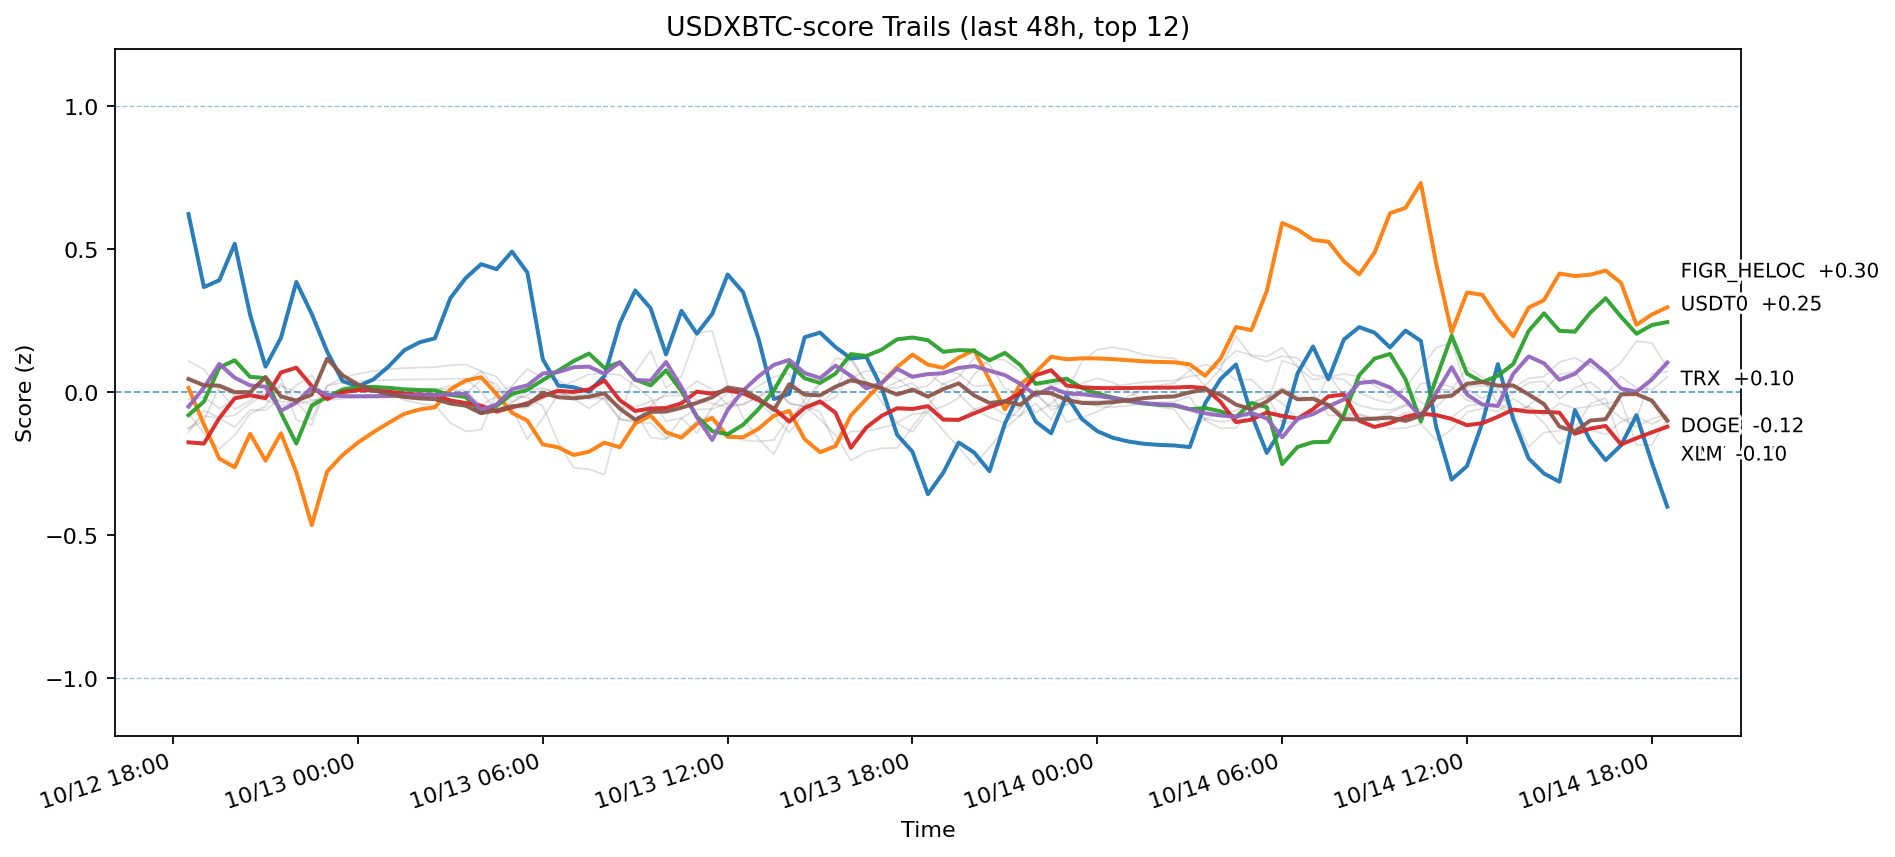 USDXBTC-score Trails (last 48h, top 12)
Score (z)
1.0
0.5
0.0
−0.5
−1.0
FIGR_HELOC +0.30
USDT0 +0.25
TRX +0.10
DOGE -0.12
XLM -0.10
10/12 18:00
10/13 00:00
10/13 06:00
10/13 12:00
10/13 18:00
10/14 00:00
10/14 06:00
10/14 12:00
10/14 18:00
Time